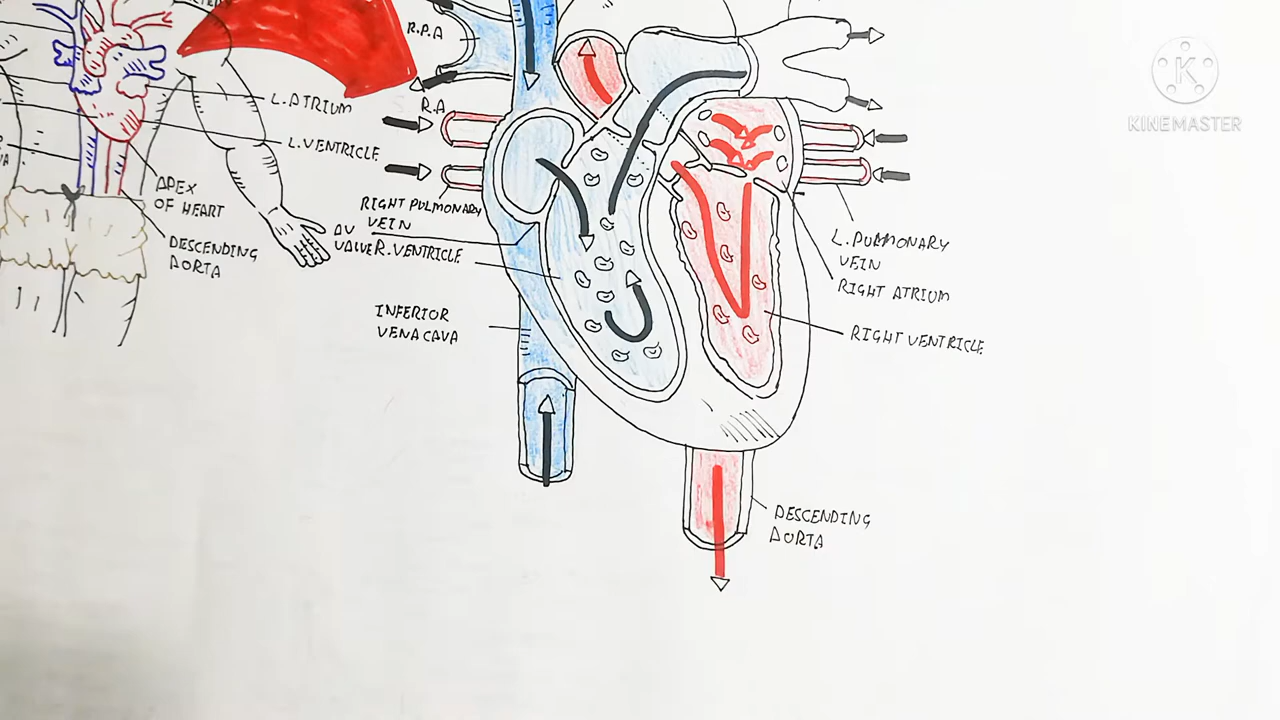 R.P.A
R.A
L.ATRIUM
L.VENTRICLE
APEX
OF HEART
DESCENDING
AORTA
RIGHT PULMONARY
VEIN
AV
VALVE
R.VENTRICLE
INFERIOR
VENACAVA
L.PULMONARY
VEIN
RIGHT ATRIUM
RIGHT VENTRICLE
DESCENDING
AORTA
K
KINEMASTER